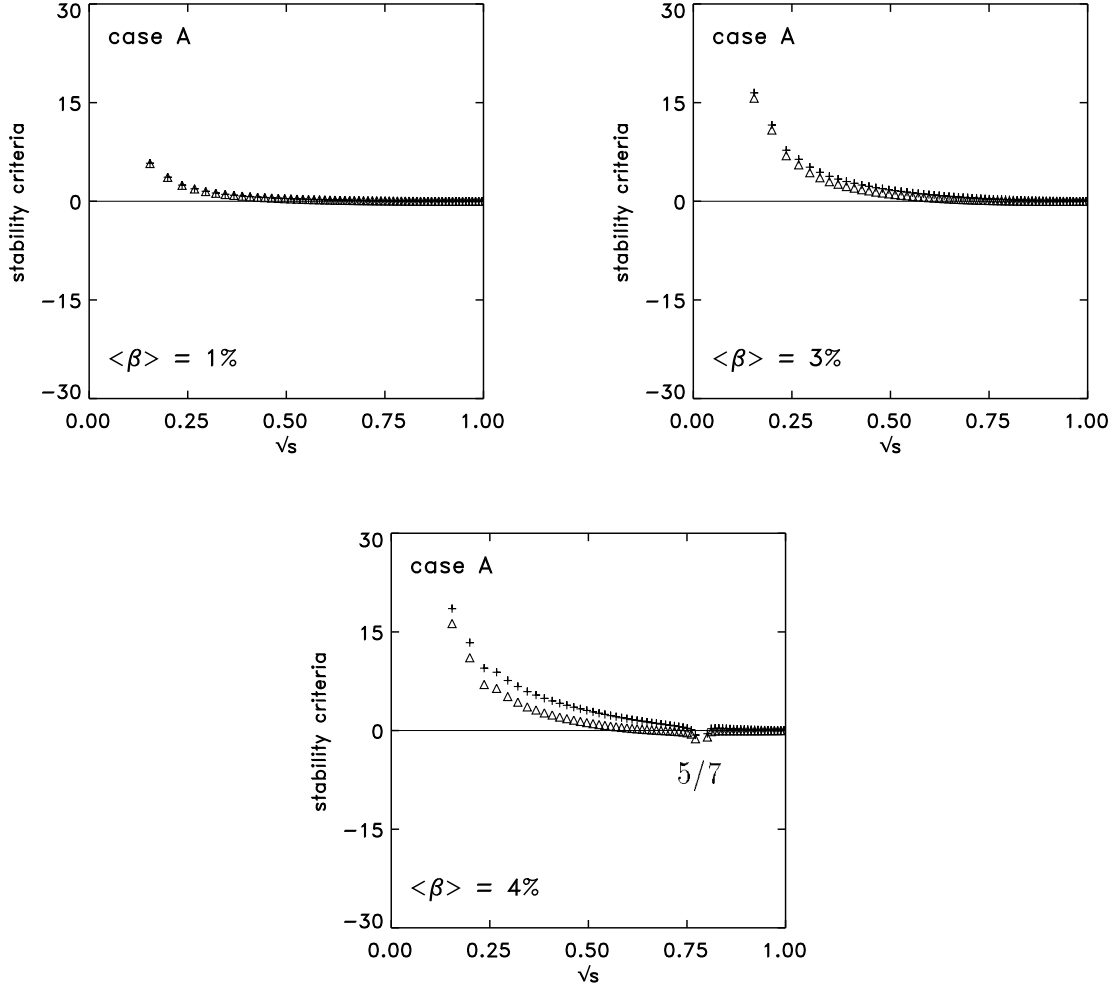 30
case A
15
0
−15
<β> = 1%
−30
0.00 0.25 0.50 0.75 1.00
√s
stability criteria
30
case A
15
0
−15
<β> = 3%
−30
0.00 0.25 0.50 0.75 1.00
√s
stability criteria
30
case A
15
0
5/7
−15
<β> = 4%
−30
0.00 0.25 0.50 0.75 1.00
√s
stability criteria